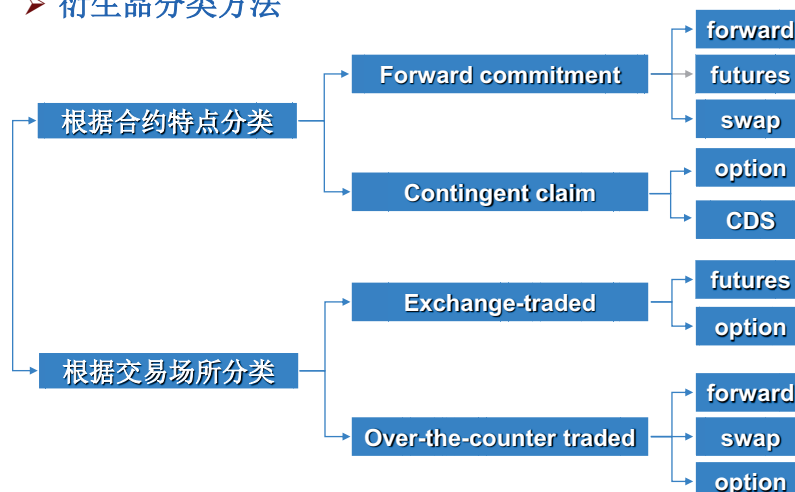 衍生品分类方法
根据合约特点分类
Forward commitment
forward
futures
swap
Contingent claim
option
CDS
根据交易场所分类
Exchange-traded
futures
option
Over-the-counter traded
forward
swap
option